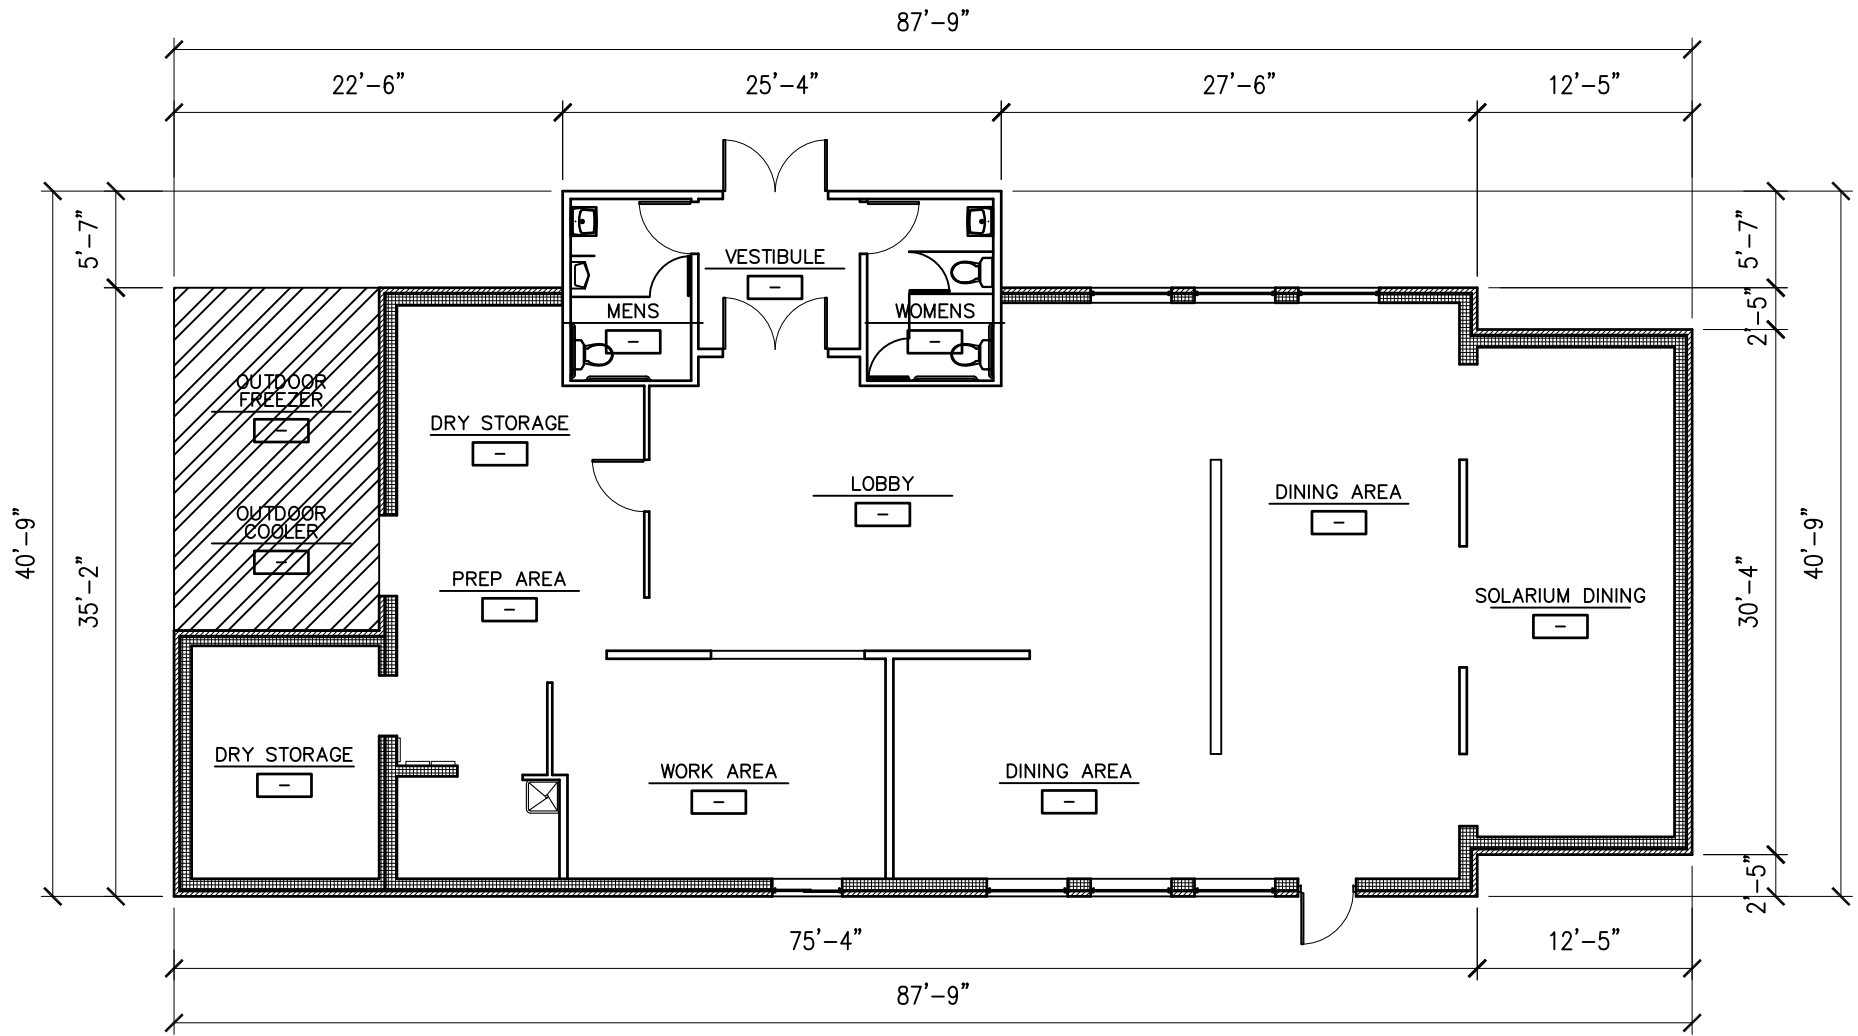 87'-9"
22'-6"
25'-4"
27'-6"
12'-5"
5'-7"
5'-7"
VESTIBULE
-
2'-5"
MENS
-
WOMENS
-
OUTDOOR
FREEZER
-
DRY STORAGE
-
LOBBY
-
DINING AREA
-
OUTDOOR
COOLER
-
40'-9"
35'-2"
PREP AREA
-
SOLARIUM DINING
-
30'-4"
40'-9"
DRY STORAGE
-
WORK AREA
-
DINING AREA
-
2'-5"
75'-4"
12'-5"
87'-9"